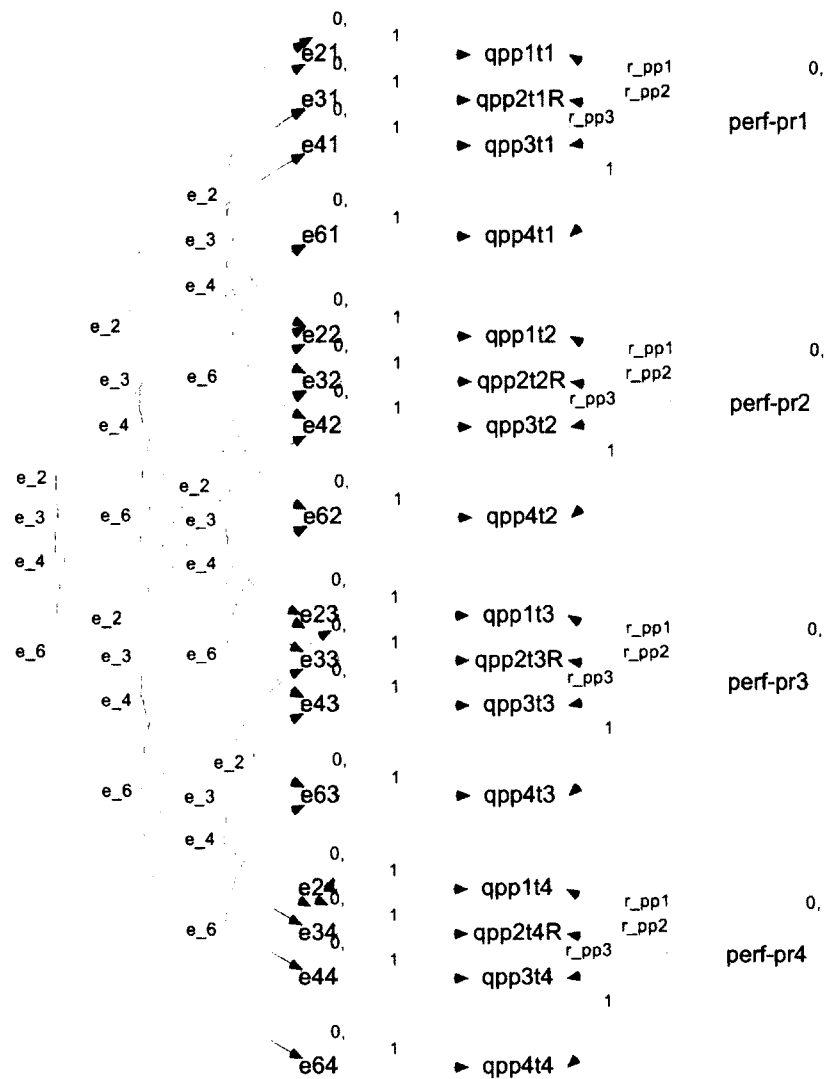 0,
1
e21 qpp1t1 r_pp1 0,
0,
1
e31 qpp2t1R r_pp2
0,
1 r_pp3 perf-pr1
e41 qpp3t1
1
e_2
0,
1
e_3 e61 qpp4t1
e_4
0,
1
e_2 e22 qpp1t2 r_pp1 0,
0,
1
e_3 e_6 e32 qpp2t2R r_pp2
0,
1 r_pp3 perf-pr2
e_4 e42 qpp3t2
1
e_2 e_2 0,
1
e_3 e_6 e_3 e62 qpp4t2
e_4 e_4
0,
1
e_2 e23 qpp1t3 r_pp1 0,
0,
1
e_6 e_3 e_6 e33 qpp2t3R r_pp2
0,
1 r_pp3 perf-pr3
e_4 e43 qpp3t3
1
e_2 0,
1
e_6 e_3 e63 qpp4t3
e_4
0,
1
e24 qpp1t4 r_pp1 0,
0,
1
e_6 e34 qpp2t4R r_pp2
0,
1 r_pp3 perf-pr4
e44 qpp3t4
1
0,
1
e64 qpp4t4